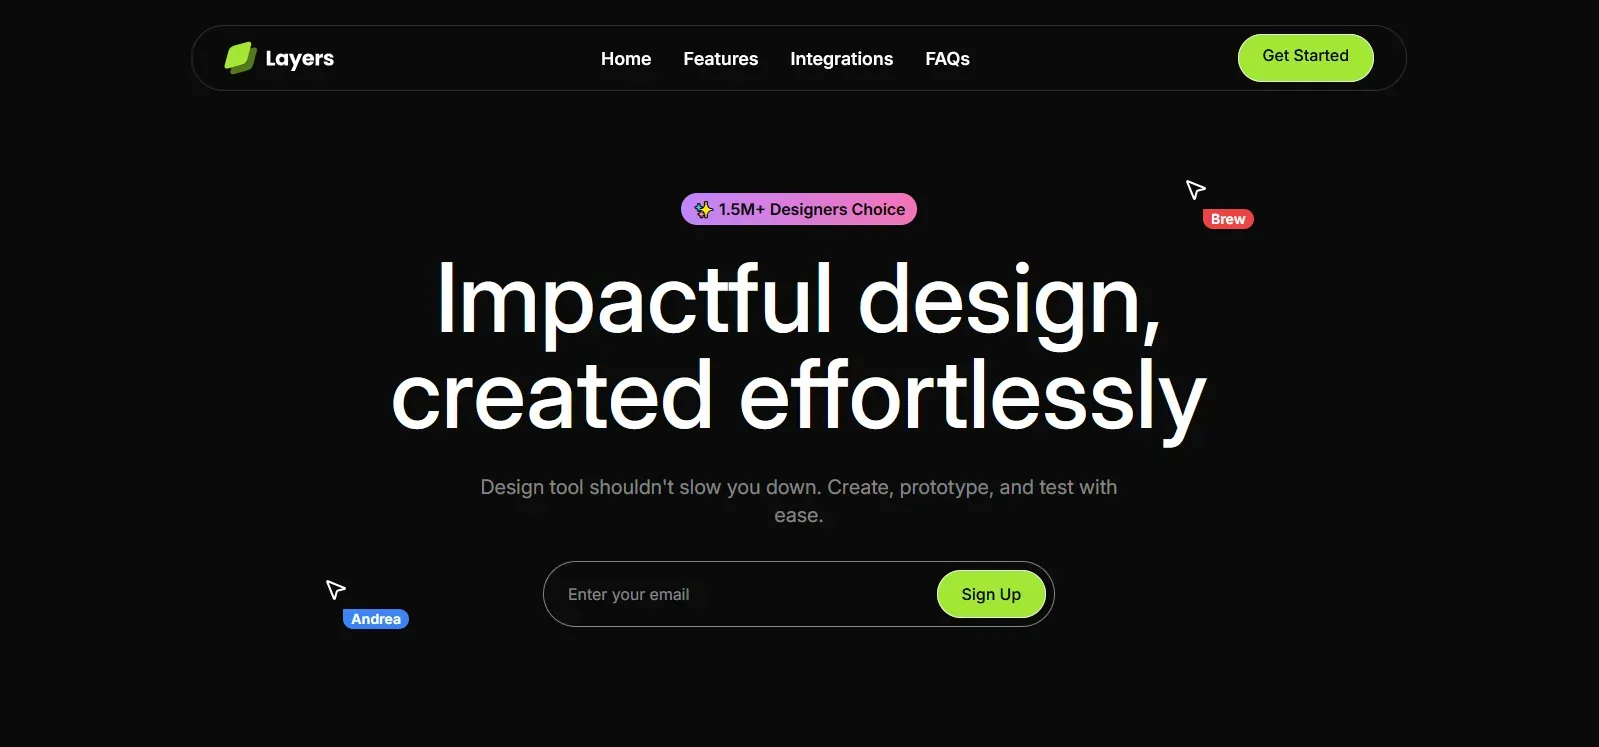 Layers
Home Features Integrations FAQs
Get Started
✨ 1.5M+ Designers Choice
Brew
Impactful design,
created effortlessly
Design tool shouldn't slow you down. Create, prototype, and test with
ease.
Enter your email
Sign Up
Andrea